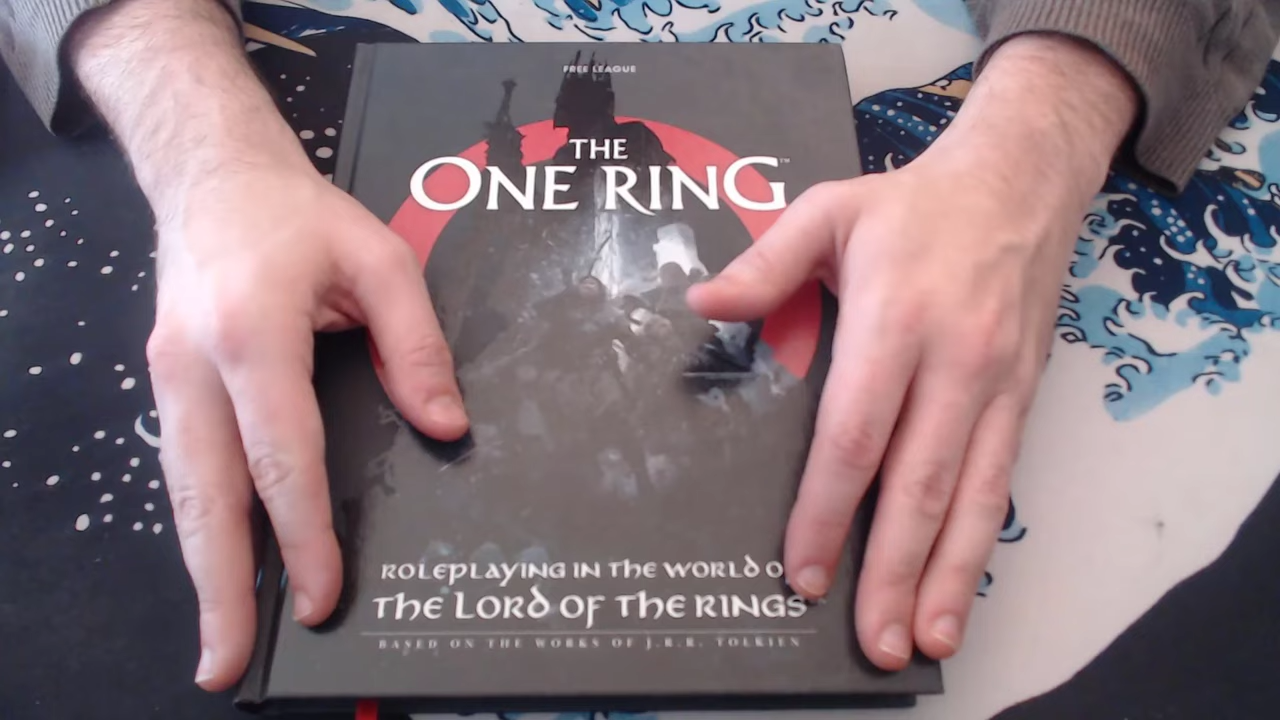 FREE LEAGUE
THE
ONE RING™
ROLEPLAYING IN THE WORLD O
THE LORD OF THE RINGS
BASED ON THE WORKS OF J.R.R. TOLKIEN